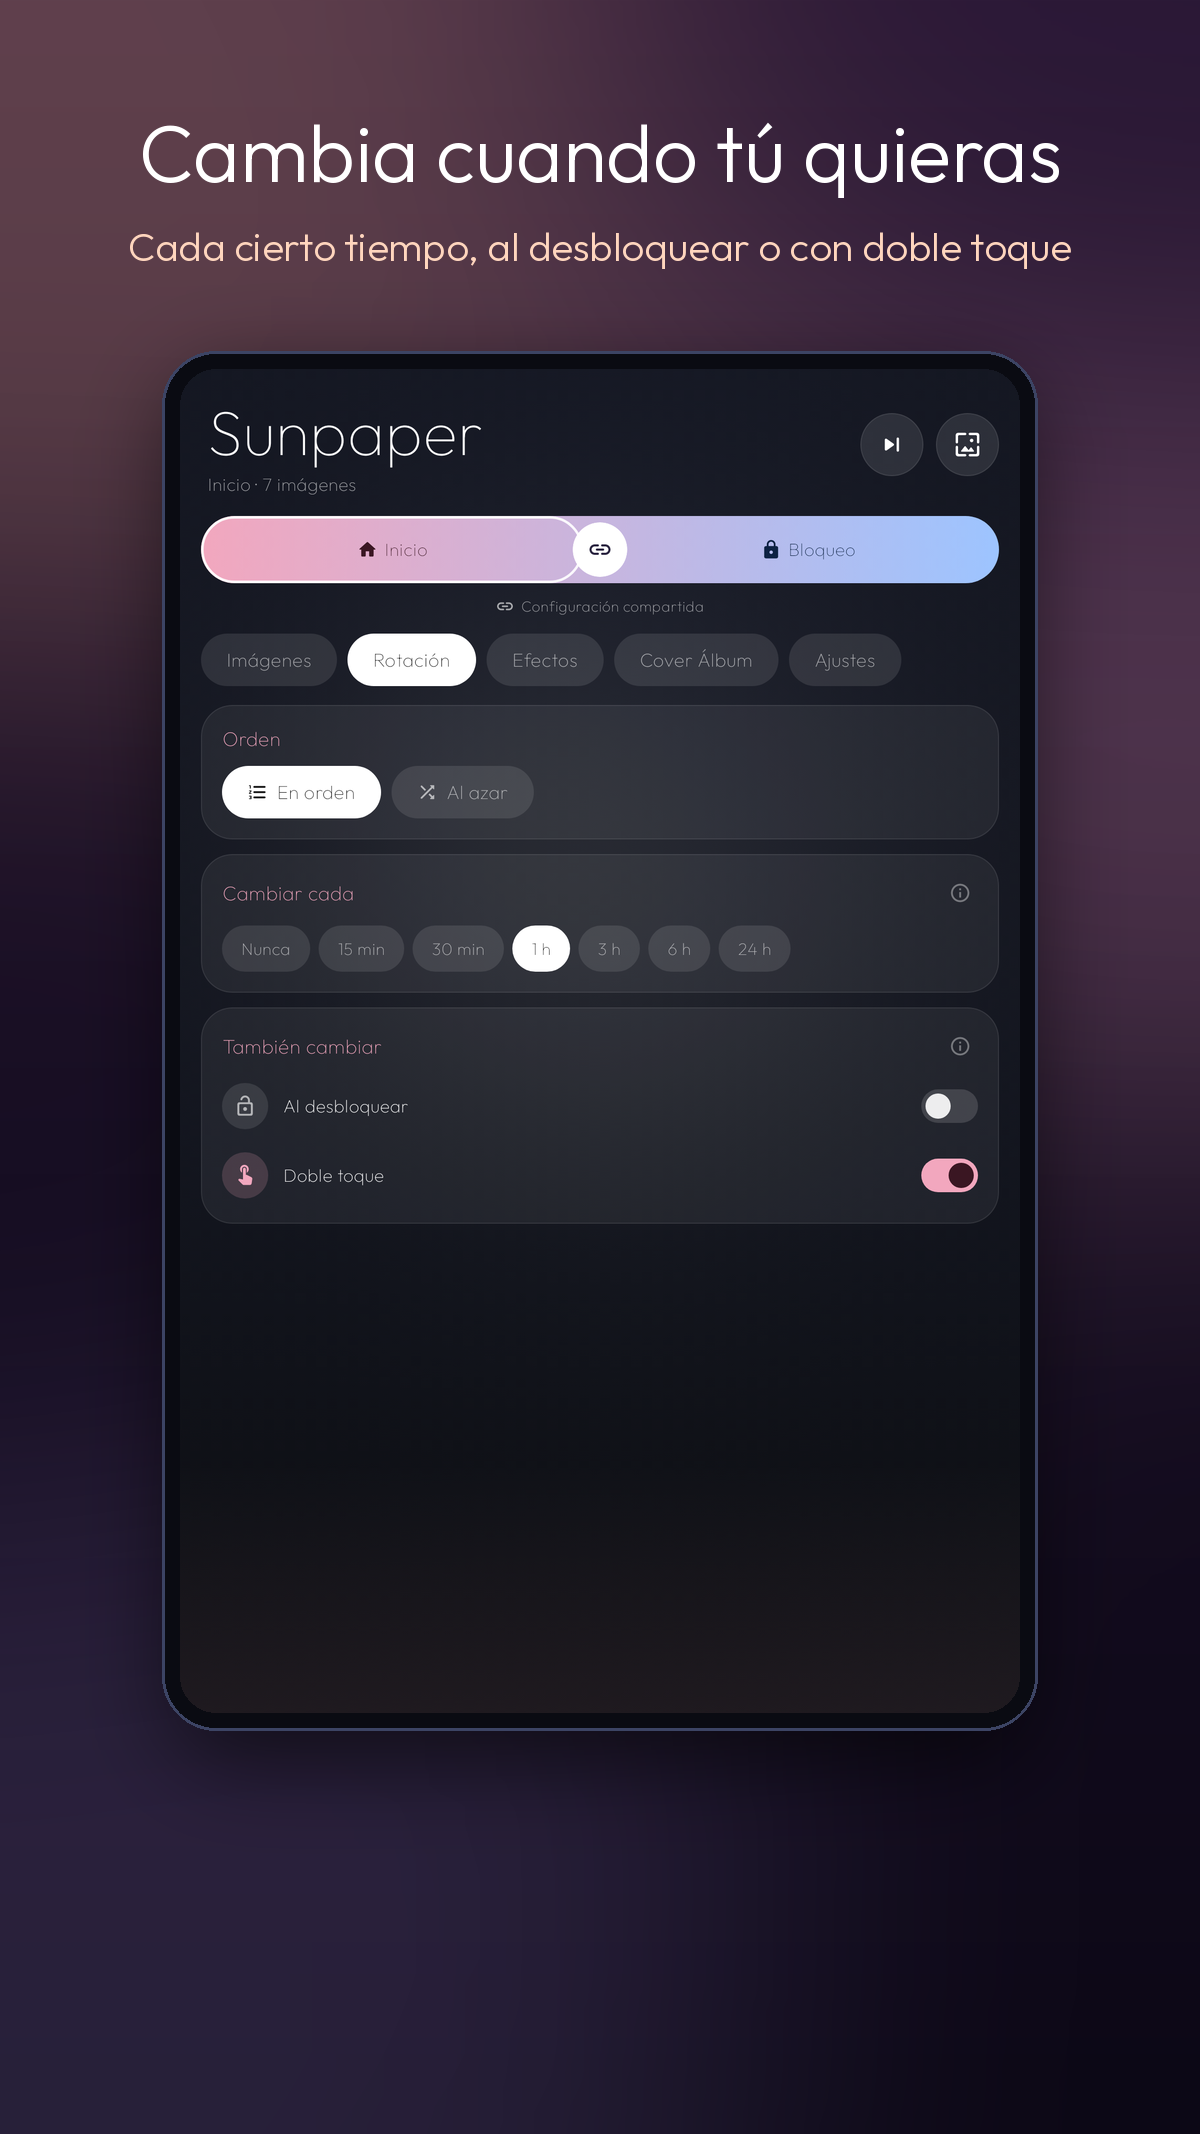 Cambia cuando tú quieras
Cada cierto tiempo, al desbloquear o con doble toque
Sunpaper
Inicio · 7 imágenes
Inicio
Bloqueo
Configuración compartida
Imágenes Rotación Efectos Cover Álbum Ajustes
Orden
En orden Al azar
Cambiar cada
Nunca 15 min 30 min 1 h 3 h 6 h 24 h
También cambiar
Al desbloquear
Doble toque